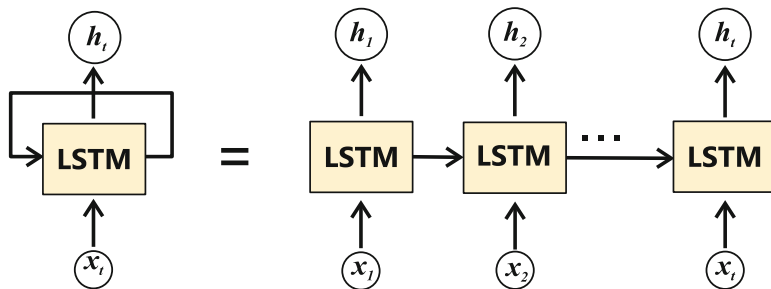 h_t h_1 h_2 h_t
LSTM = LSTM LSTM ... LSTM
x_t x_1 x_2 x_t